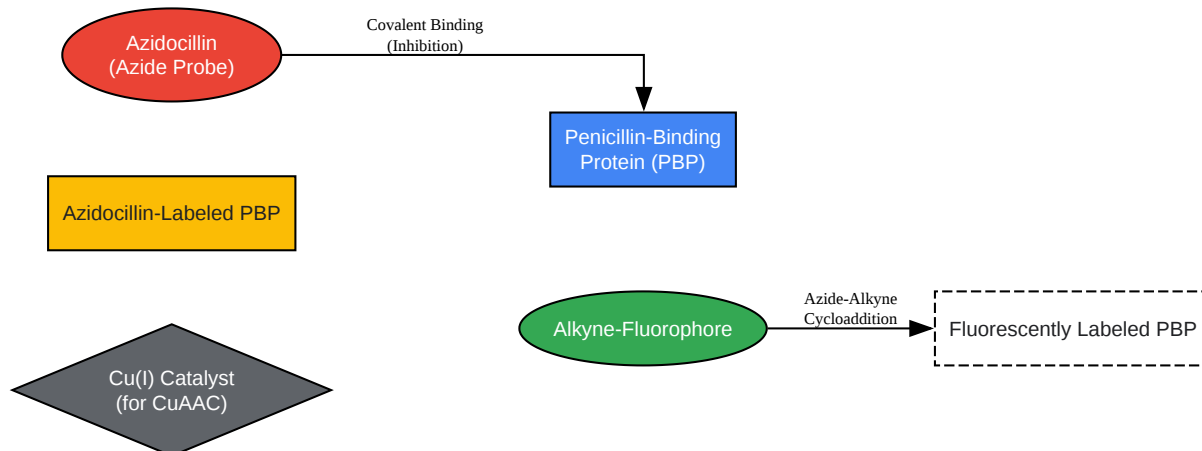 Azidocillin
(Azide Probe)
Covalent Binding
(Inhibition)
Penicillin-Binding
Protein (PBP)
Azidocillin-Labeled PBP
Alkyne-Fluorophore
Azide-Alkyne
Cycloaddition
Fluorescently Labeled PBP
Cu(I) Catalyst
(for CuAAC)